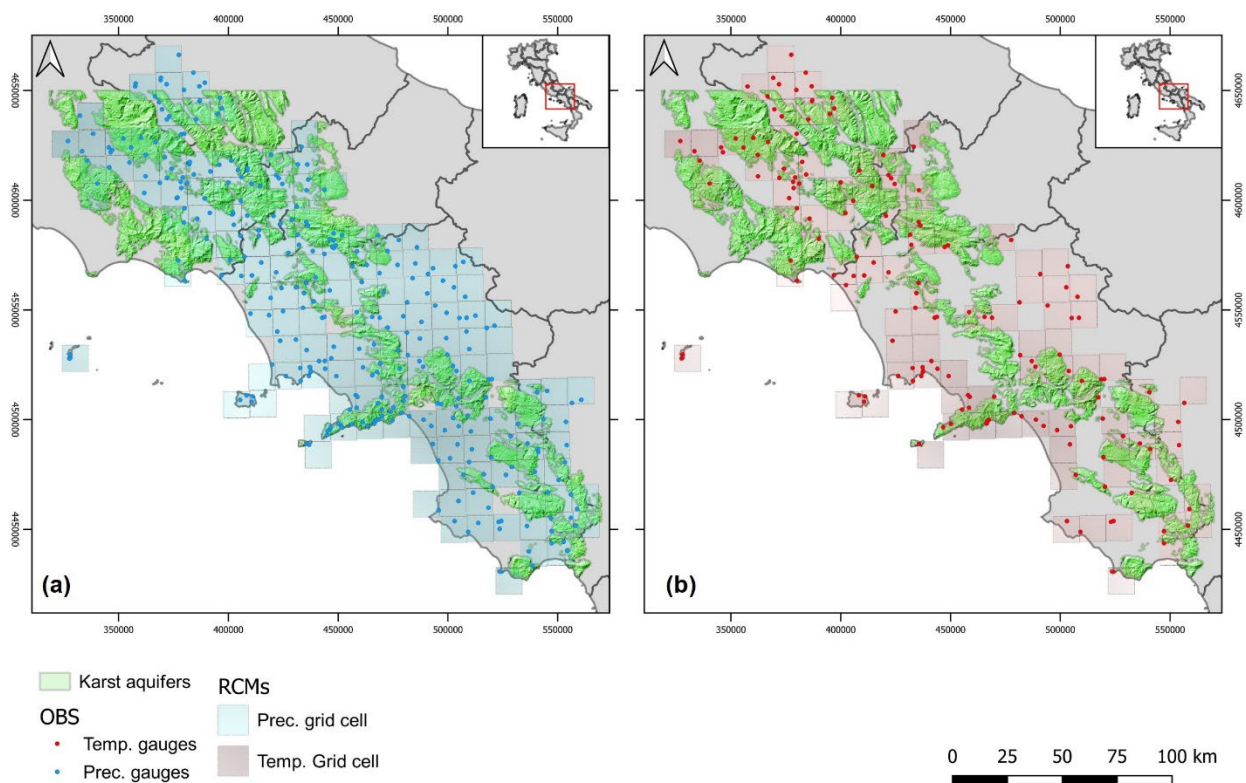 350000 400000 450000 500000 550000 350000 400000 450000 500000 550000
4650000 4650000
4600000 4600000
4550000 4550000
4500000 4500000
4450000 4450000
(a) (b)
350000 400000 450000 500000 550000 350000 400000 450000 500000 550000
Karst aquifers
OBS
Temp. gauges
Prec. gauges
RCMs
Prec. grid cell
Temp. Grid cell
0 25 50 75 100 km